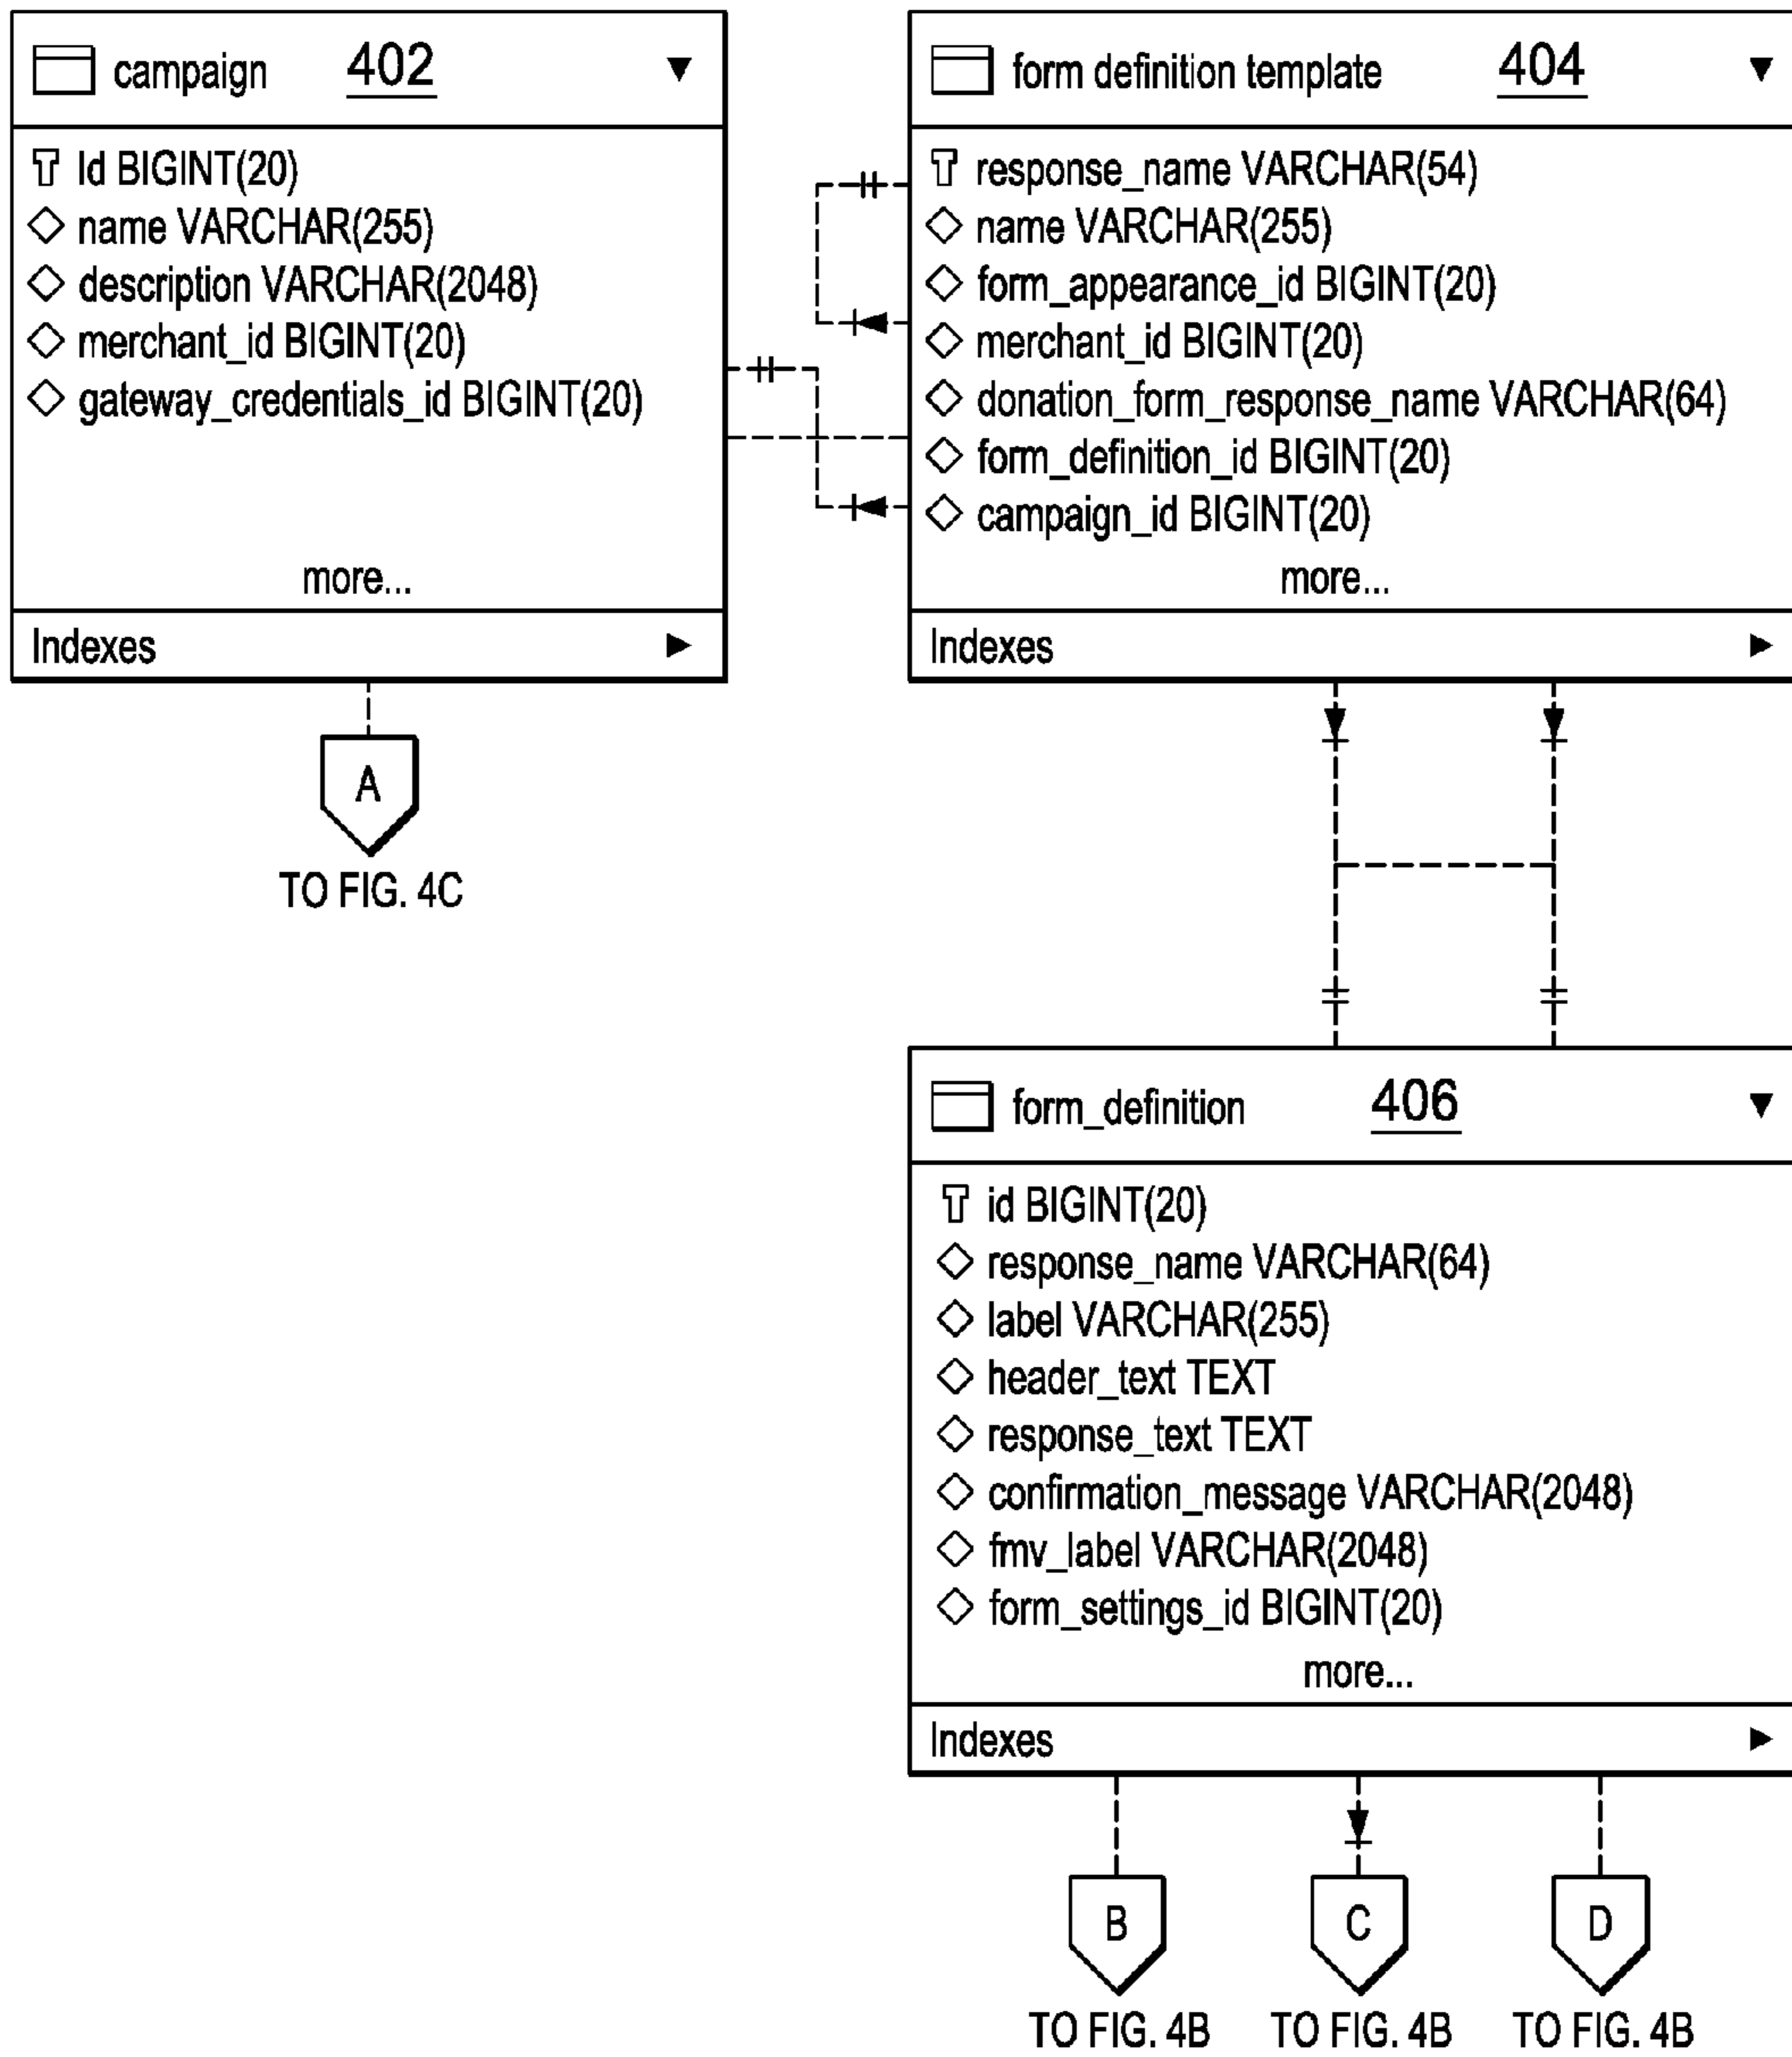 campaign 402
Id BIGINT(20)
name VARCHAR(255)
description VARCHAR(2048)
merchant_id BIGINT(20)
gateway_credentials_id BIGINT(20)
more...
Indexes
A
TO FIG. 4C
form definition template 404
response_name VARCHAR(54)
name VARCHAR(255)
form_appearance_id BIGINT(20)
merchant_id BIGINT(20)
donation_form_response_name VARCHAR(64)
form_definition_id BIGINT(20)
campaign_id BIGINT(20)
more...
Indexes
form_definition 406
id BIGINT(20)
response_name VARCHAR(64)
label VARCHAR(255)
header_text TEXT
response_text TEXT
confirmation_message VARCHAR(2048)
fmv_label VARCHAR(2048)
form_settings_id BIGINT(20)
more...
Indexes
B C D
TO FIG. 4B TO FIG. 4B TO FIG. 4B